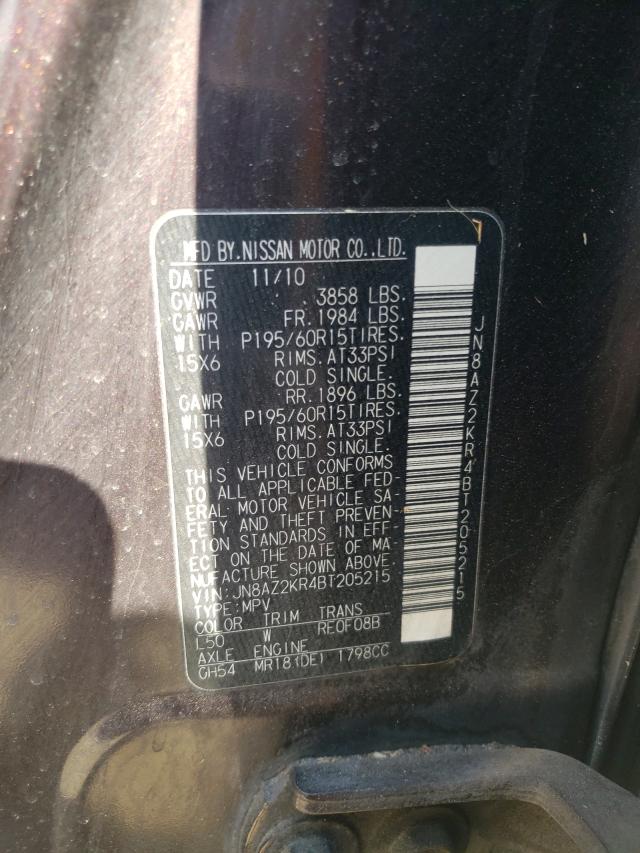 MFD BY.NISSAN MOTOR CO.,LTD.
DATE 11/10
GVWR 3858 LBS.
GAWR FR. 1984 LBS.
WITH P195/60R15TIRES.
15X6 RIMS. AT33PSI
COLD SINGLE.
GAWR RR. 1896 LBS.
WITH P195/60R15TIRES.
15X6 RIMS. AT33PSI
COLD SINGLE.
THIS VEHICLE CONFORMS
TO ALL APPLICABLE FED-
ERAL MOTOR VEHICLE SA-
FETY AND THEFT PREVEN-
TION STANDARDS IN EFF
ECT ON THE DATE OF MA-
NUFACTURE SHOWN ABOVE.
VIN:JN8AZ2KR4BT205215
TYPE:MPV
COLOR TRIM TRANS
L50 W RE0F08B
AXLE ENGINE
GH54 MR18(DE) 1798CC
JN8AZ2KR4BT205215